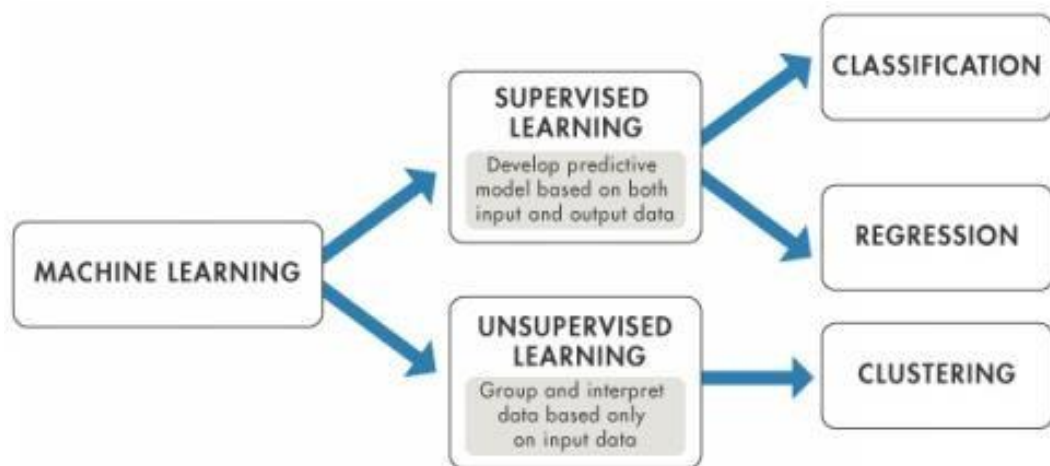 MACHINE LEARNING
SUPERVISED
LEARNING
Develop predictive
model based on both
input and output data
UNSUPERVISED
LEARNING
Group and interpret
data based only
on input data
CLASSIFICATION
REGRESSION
CLUSTERING